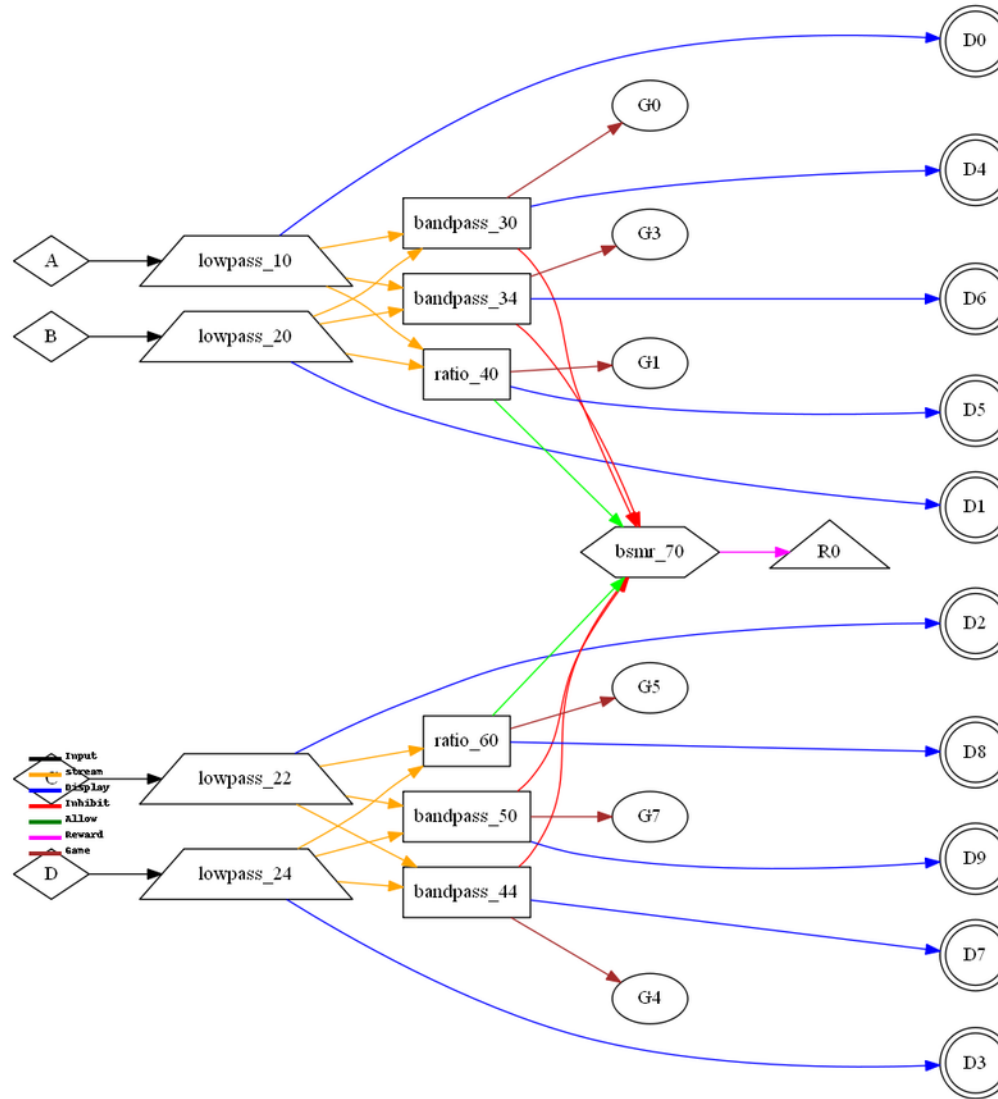 D0
G0
D4
bandpass_30
G3
A
lowpass_10
bandpass_34
D6
B
lowpass_20
G1
ratio_40
D5
D1
bsmr_70
R0
D2
G5
ratio_60
D8
Input
stream
C
lowpass_22
Display
Inhibit
Allow
Reward
Game
bandpass_50
G7
D9
D
lowpass_24
bandpass_44
D7
G4
D3